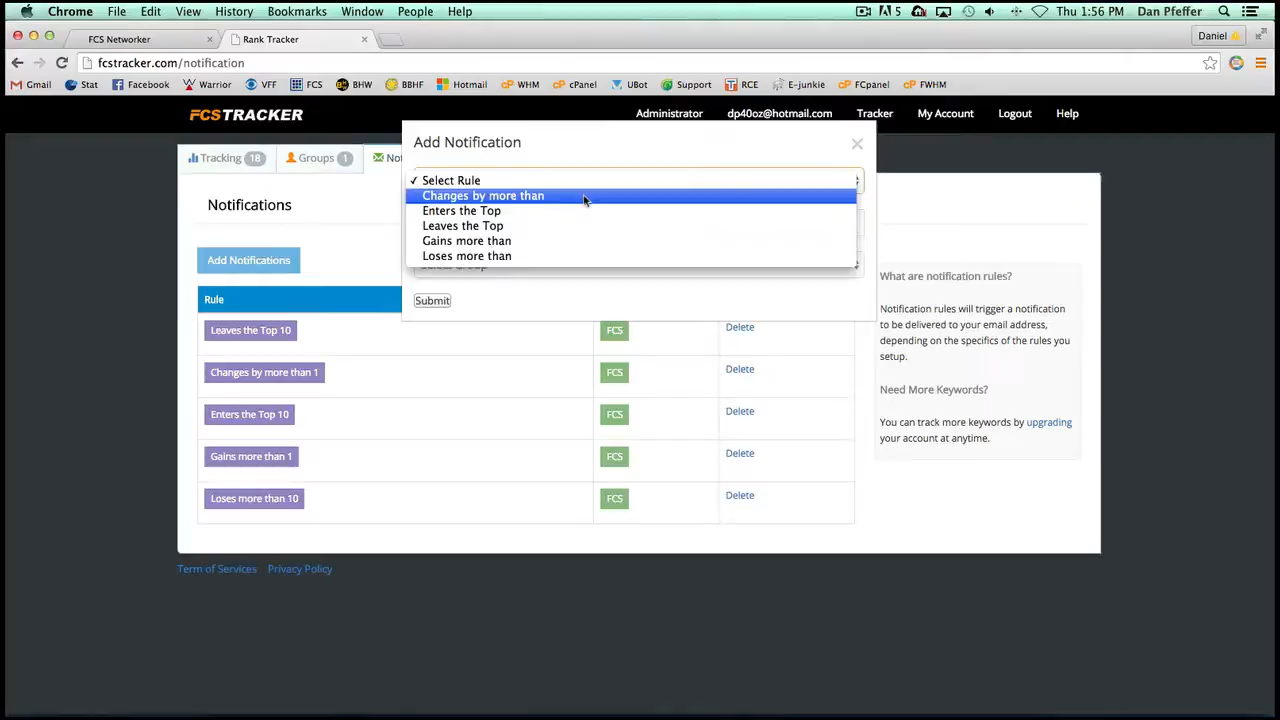 Chrome File Edit View History Bookmarks Window People Help 5 Thu 1:56 PM Dan Pfeffer
FCS Networker Rank Tracker Daniel
fcstracker.com/notification
Gmail Stat Facebook Warrior VFF FCS BHW BBHF Hotmail WHM cPanel UBot Support RCE E-junkie FCpanel FWHM
FCSTRACKER Administrator dp40oz@hotmail.com Tracker My Account Logout Help
Add Notification
Tracking 18 Groups 1
Select Rule
Changes by more than
Enters the Top
Leaves the Top
Gains more than
Loses more than
Submit
Notifications
Add Notifications
Rule
Leaves the Top 10 FCS Delete
Changes by more than 1 FCS Delete
Enters the Top 10 FCS Delete
Gains more than 1 FCS Delete
Loses more than 10 FCS Delete
What are notification rules?
Notification rules will trigger a notification
to be delivered to your email address,
depending on the specifics of the rules you
setup.
Need More Keywords?
You can track more keywords by upgrading
your account at anytime.
Term of Services Privacy Policy